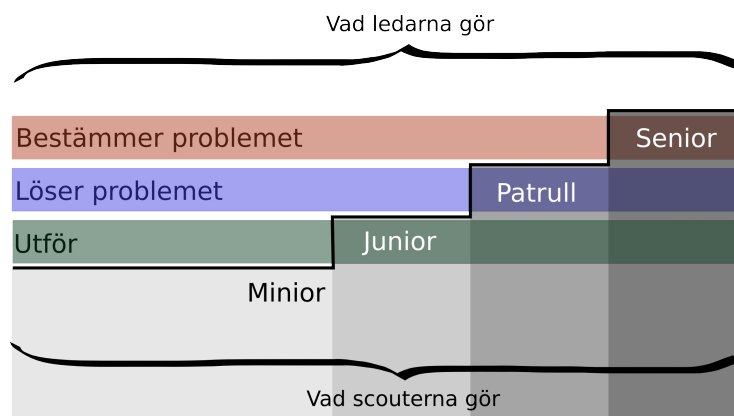 Vad ledarna gör
Bestämmer problemet
Senior
Löser problemet
Patrull
Utför
Junior
Minior
Vad scouterna gör